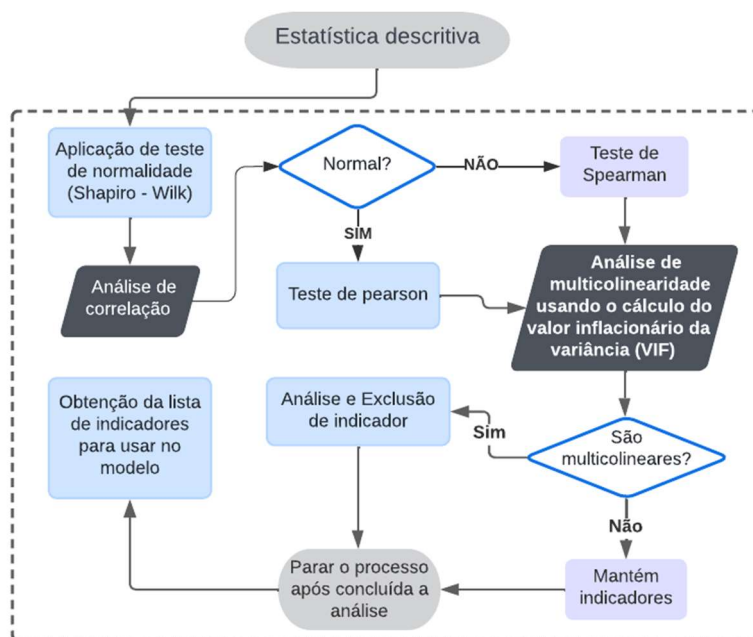 Estatística descritiva
Aplicação de teste
de normalidade
(Shapiro - Wilk)
Normal?
NÃO
Teste de
Spearman
SIM
Análise de
correlação
Teste de pearson
Análise de
multicolinearidade
usando o cálculo do
valor inflacionário da
variância (VIF)
Obtenção da lista
de indicadores
para usar no
modelo
Análise e Exclusão
de indicador
Sim
São
multicolineares?
Não
Parar o processo
após concluída a
análise
Mantém
indicadores